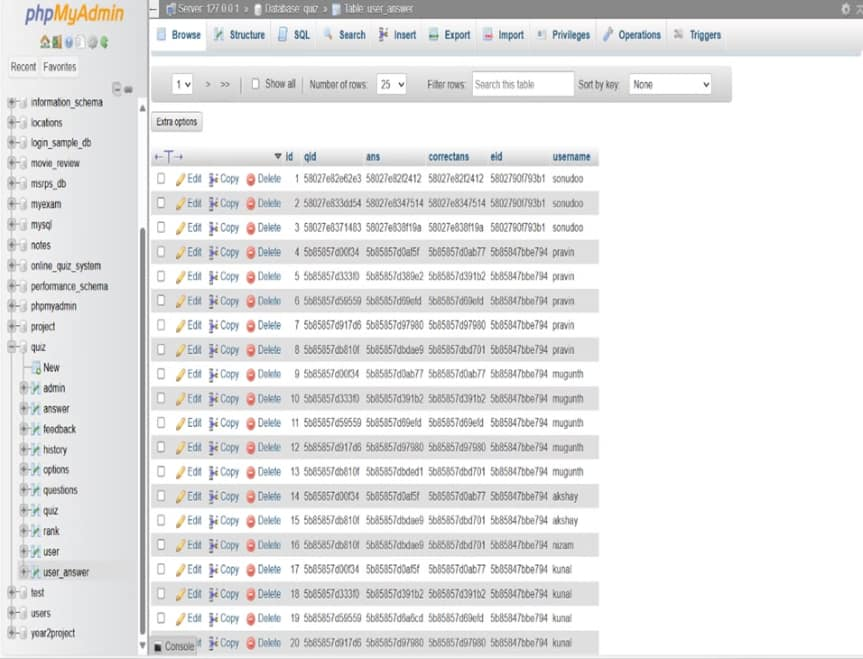 phpMyAdmin
Server: 127.0.0.1 » Database: quiz » Table: user_answer
Browse Structure SQL Search Insert Export Import Privileges Operations Triggers
Recent Favorites
1 > >> Show all Number of rows: 25 Filter rows: Search this table Sort by key: None
Extra options
information_schema
locations
login_sample_db
movie_review
msrps_db
myexam
mysql
notes
online_quiz_system
performance_schema
phpmyadmin
project
quiz
New
admin
answer
feedback
history
options
questions
quiz
rank
user
user_answer
test
users
year2project
←T→ id qid ans correctans eid username
Edit Copy Delete 1 58027e82e62e3 58027e82f2412 58027e82f2412 5802790f793b1 sonudoo
Edit Copy Delete 2 58027e833dd54 58027e8347514 58027e8347514 5802790f793b1 sonudoo
Edit Copy Delete 3 58027e8371483 58027e838f19a 58027e838f19a 5802790f793b1 sonudoo
Edit Copy Delete 4 5b85857d00f34 5b85857d0af5f 5b85857d0ab77 5b85847bbe794 pravin
Edit Copy Delete 5 5b85857d333f0 5b85857d389e2 5b85857d391b2 5b85847bbe794 pravin
Edit Copy Delete 6 5b85857d59559 5b85857d69efd 5b85857d69efd 5b85847bbe794 pravin
Edit Copy Delete 7 5b85857d917d6 5b85857d97980 5b85857d97980 5b85847bbe794 pravin
Edit Copy Delete 8 5b85857db810f 5b85857dbdae9 5b85857dbd701 5b85847bbe794 pravin
Edit Copy Delete 9 5b85857d00f34 5b85857d0ab77 5b85857d0ab77 5b85847bbe794 mugunth
Edit Copy Delete 10 5b85857d333f0 5b85857d391b2 5b85857d391b2 5b85847bbe794 mugunth
Edit Copy Delete 11 5b85857d59559 5b85857d69efd 5b85857d69efd 5b85847bbe794 mugunth
Edit Copy Delete 12 5b85857d917d6 5b85857d97980 5b85857d97980 5b85847bbe794 mugunth
Edit Copy Delete 13 5b85857db810f 5b85857dbded1 5b85857dbd701 5b85847bbe794 mugunth
Edit Copy Delete 14 5b85857d00f34 5b85857d0af5f 5b85857d0ab77 5b85847bbe794 akshay
Edit Copy Delete 15 5b85857db810f 5b85857dbdae9 5b85857dbd701 5b85847bbe794 akshay
Edit Copy Delete 16 5b85857db810f 5b85857dbdae9 5b85857dbd701 5b85847bbe794 nizam
Edit Copy Delete 17 5b85857d00f34 5b85857d0af5f 5b85857d0ab77 5b85847bbe794 kunal
Edit Copy Delete 18 5b85857d333f0 5b85857d391b2 5b85857d391b2 5b85847bbe794 kunal
Edit Copy Delete 19 5b85857d59559 5b85857d6a6cd 5b85857d69efd 5b85847bbe794 kunal
Console Copy Delete 20 5b85857d917d6 5b85857d97980 5b85857d97980 5b85847bbe794 kunal